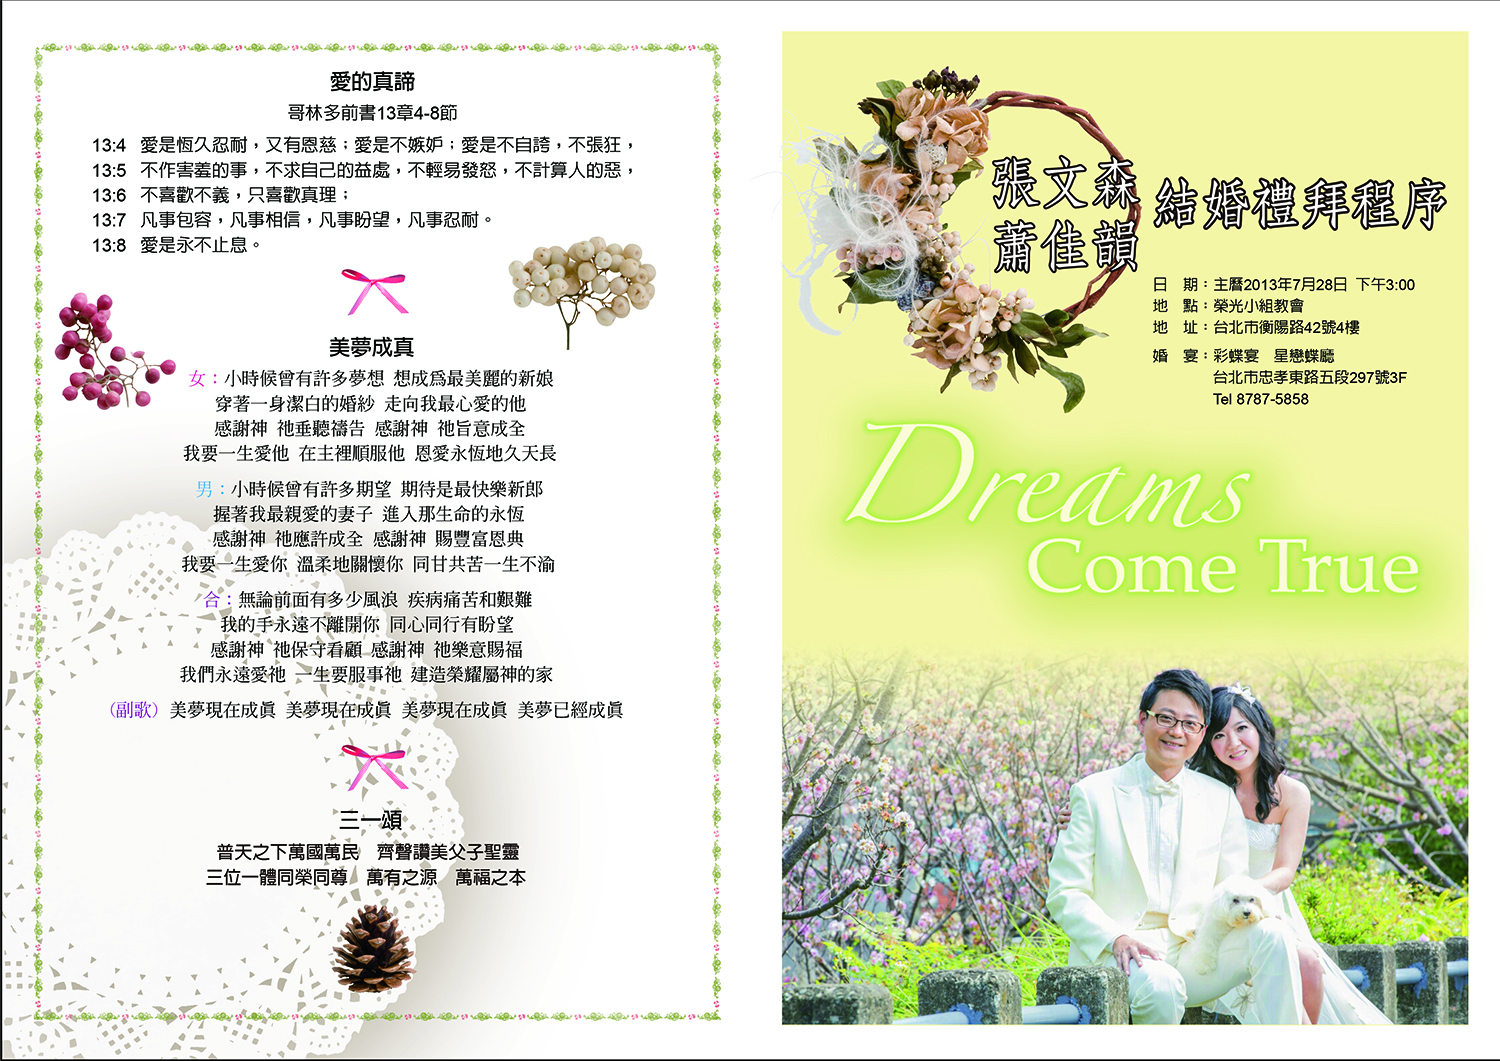 愛的真諦
哥林多前書13章4-8節
13:4 愛是恆久忍耐，又有恩慈；愛是不嫉妒；愛是不自誇，不張狂，
13:5 不作害羞的事，不求自己的益處，不輕易發怒，不計算人的惡，
13:6 不喜歡不義，只喜歡真理；
13:7 凡事包容，凡事相信，凡事盼望，凡事忍耐。
13:8 愛是永不止息。
美夢成真
女：小時候曾有許多夢想 想成為最美麗的新娘
穿著一身潔白的婚紗 走向我最心愛的他
感謝神 祂垂聽禱告 感謝神 祂旨意成全
我要一生愛他 在主裡順服他 恩愛永恆地久天長
男：小時候曾有許多期望 期待是最快樂新郎
握著我最親愛的妻子 進入那生命的永恆
感謝神 祂應許成全 感謝神 賜豐富恩典
我要一生愛你 溫柔地關懷你 同甘共苦一生不渝
合：無論前面有多少風浪 疾病痛苦和艱難
我的手永遠不離開你 同心同行有盼望
感謝神 祂保守看顧 感謝神 祂樂意賜福
我們永遠愛祂 一生要服事祂 建造榮耀屬神的家
（副歌）美夢現在成真 美夢現在成真 美夢現在成真 美夢已經成真
三一頌
普天之下萬國萬民 齊聲讚美父子聖靈
三位一體同榮同尊 萬有之源 萬福之本
張文森
蕭佳韻
結婚禮拜程序
日 期：主曆2013年7月28日 下午3:00
地 點：榮光小組教會
地 址：台北市衡陽路42號4樓
婚 宴：彩蝶宴 星戀蝶廳
台北市忠孝東路五段297號3F
Tel 8787-5858
Dreams
Come True